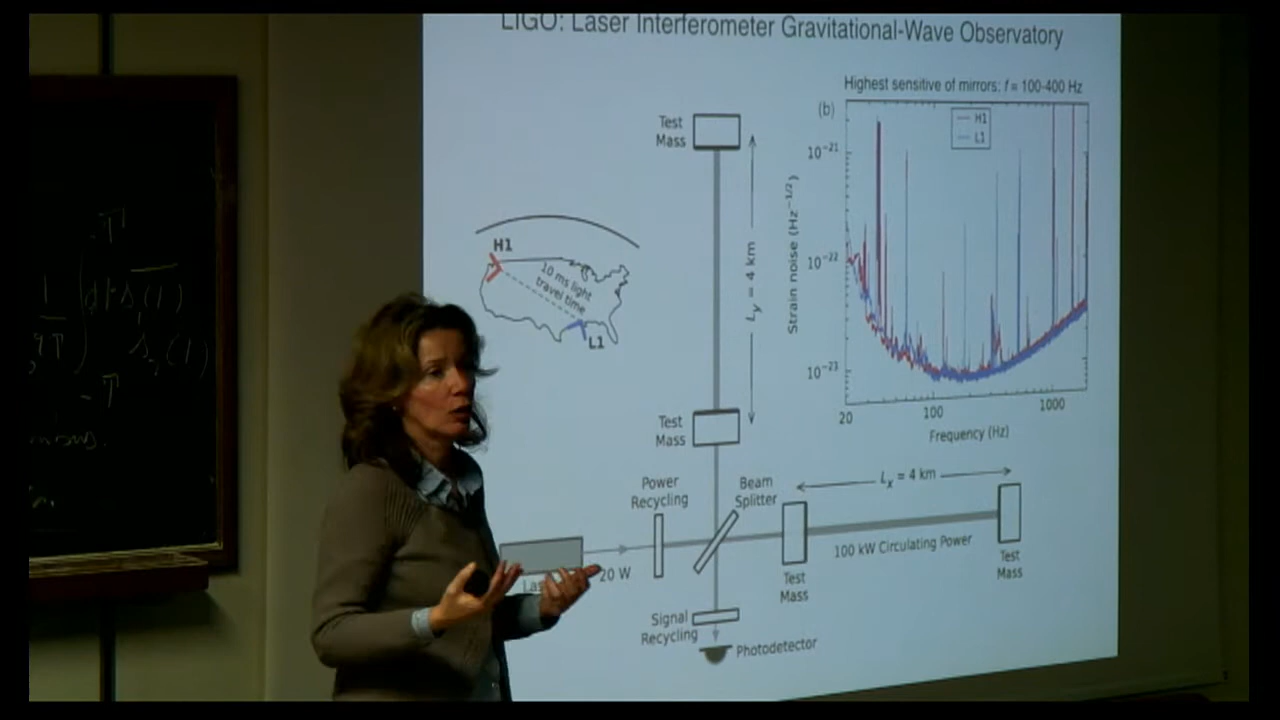 LIGO: Laser Interferometer Gravitational-Wave Observatory
Highest sensitive of mirrors: f = 100-400 Hz
(b)
H1
L1
10⁻²¹
10⁻²²
10⁻²³
Strain noise (Hz⁻¹/²)
20
100
1000
Frequency (Hz)
Test
Mass
L_y = 4 km
H1
10 ms light
travel time
L1
Test
Mass
Power
Recycling
Beam
Splitter
L_x = 4 km
100 kW Circulating Power
Test
Mass
Test
Mass
20 W
Signal
Recycling
Photodetector